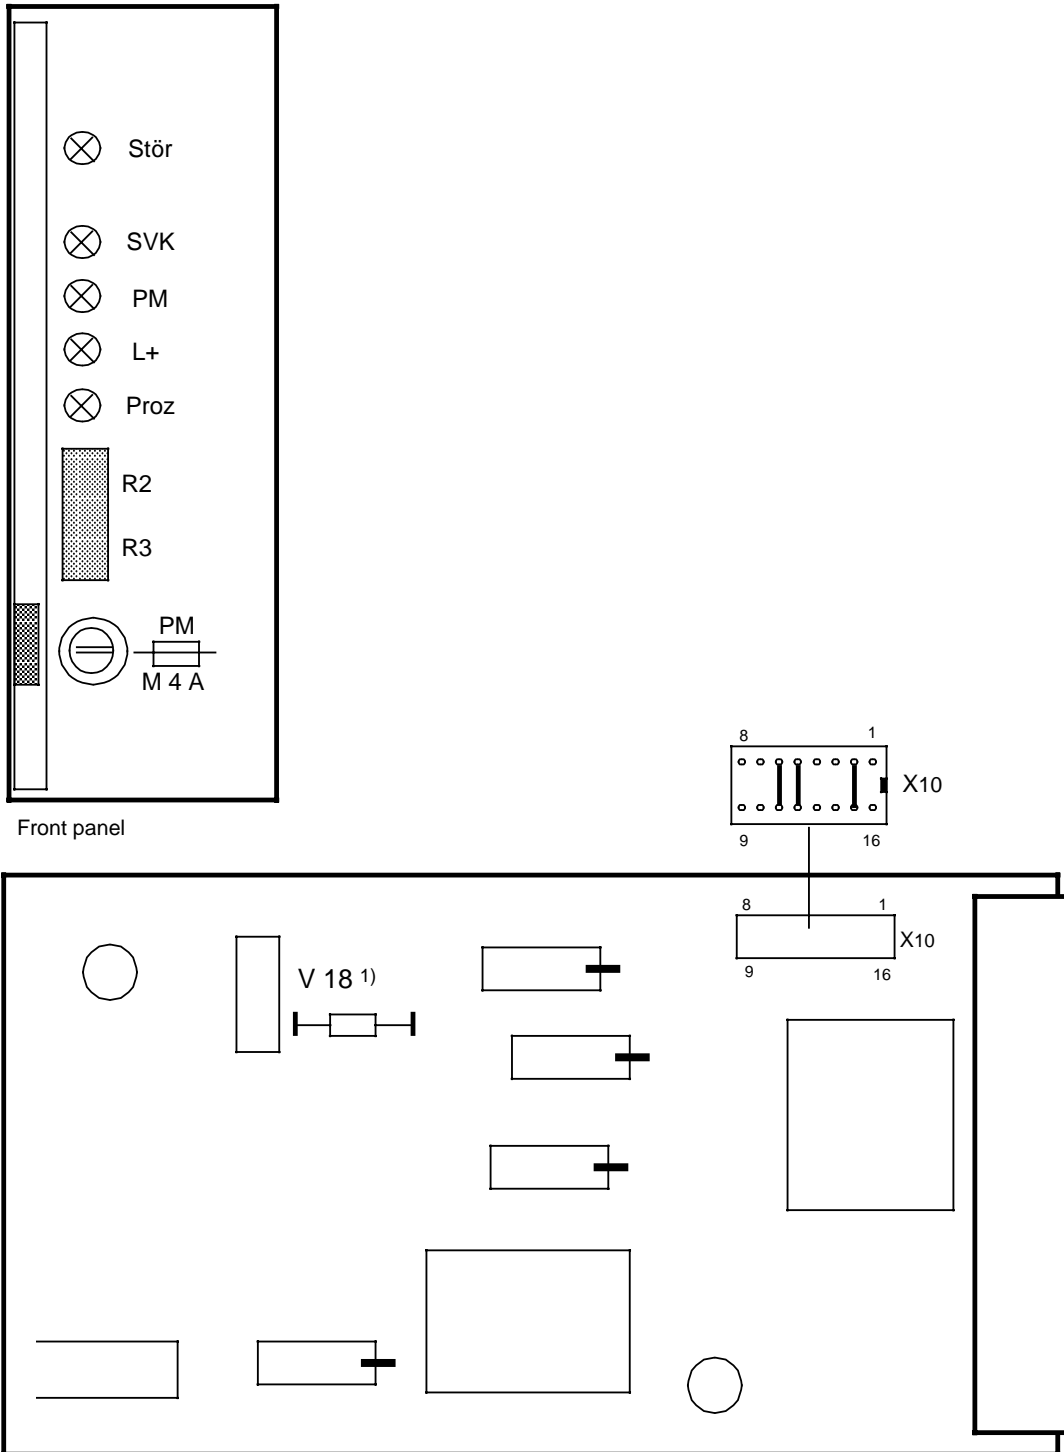 Stör
SVK
PM
L+
Proz
R2
R3
PM
M 4 A
Front panel
8 1
X10
9 16
8 1
X10
9 16
V 18 1)